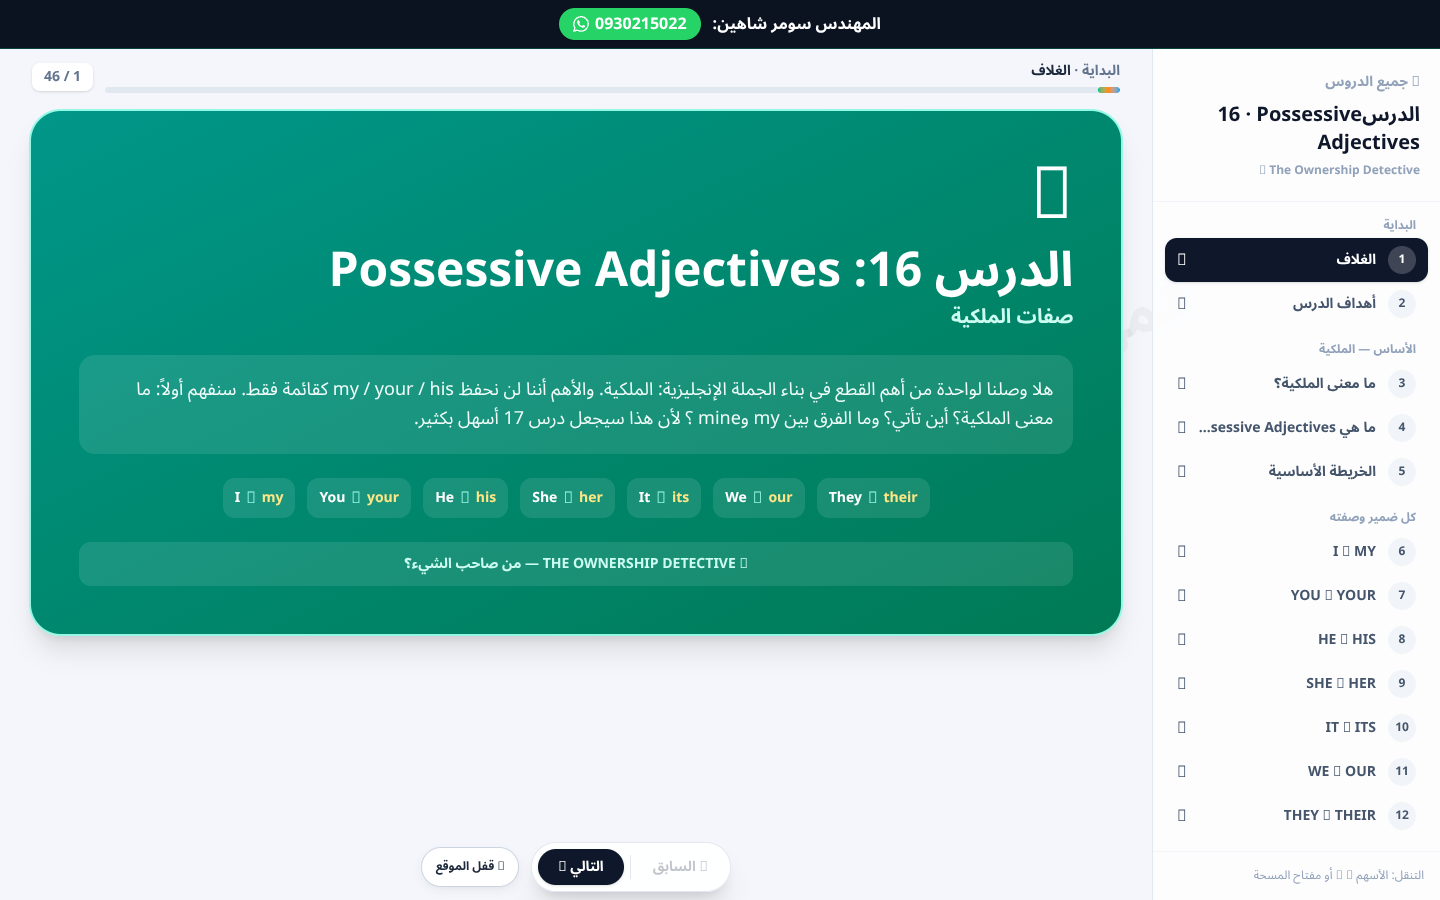 المهندس سومر شاهين: 0930215022
جميع الدروس
الدرس16 · Possessive
Adjectives
The Ownership Detective
البداية
1 الغلاف
2 أهداف الدرس
الأساس — الملكية
3 ما معنى الملكية؟
4 ما هي sessive Adjectives...
5 الخريطة الأساسية
كل ضمير وصفته
6 I MY
7 YOU YOUR
8 HE HIS
9 SHE HER
10 IT ITS
11 WE OUR
12 THEY THEIR
التنقل: الأسهم أو مفتاح المسحة
البداية · الغلاف
46 / 1
الدرس 16: Possessive Adjectives
صفات الملكية
هلا وصلنا لواحدة من أهم القطع في بناء الجملة الإنجليزية: الملكية. والأهم أننا لن نحفظ my / your / his كقائمة فقط. سنفهم أولاً: ما
معنى الملكية؟ أين تأتي؟ وما الفرق بين my وmine ؟ لأن هذا سيجعل درس 17 أسهل بكثير.
I my You your He his She her It its We our They their
THE OWNERSHIP DETECTIVE — من صاحب الشيء؟
السابق التالي قفل الموقع